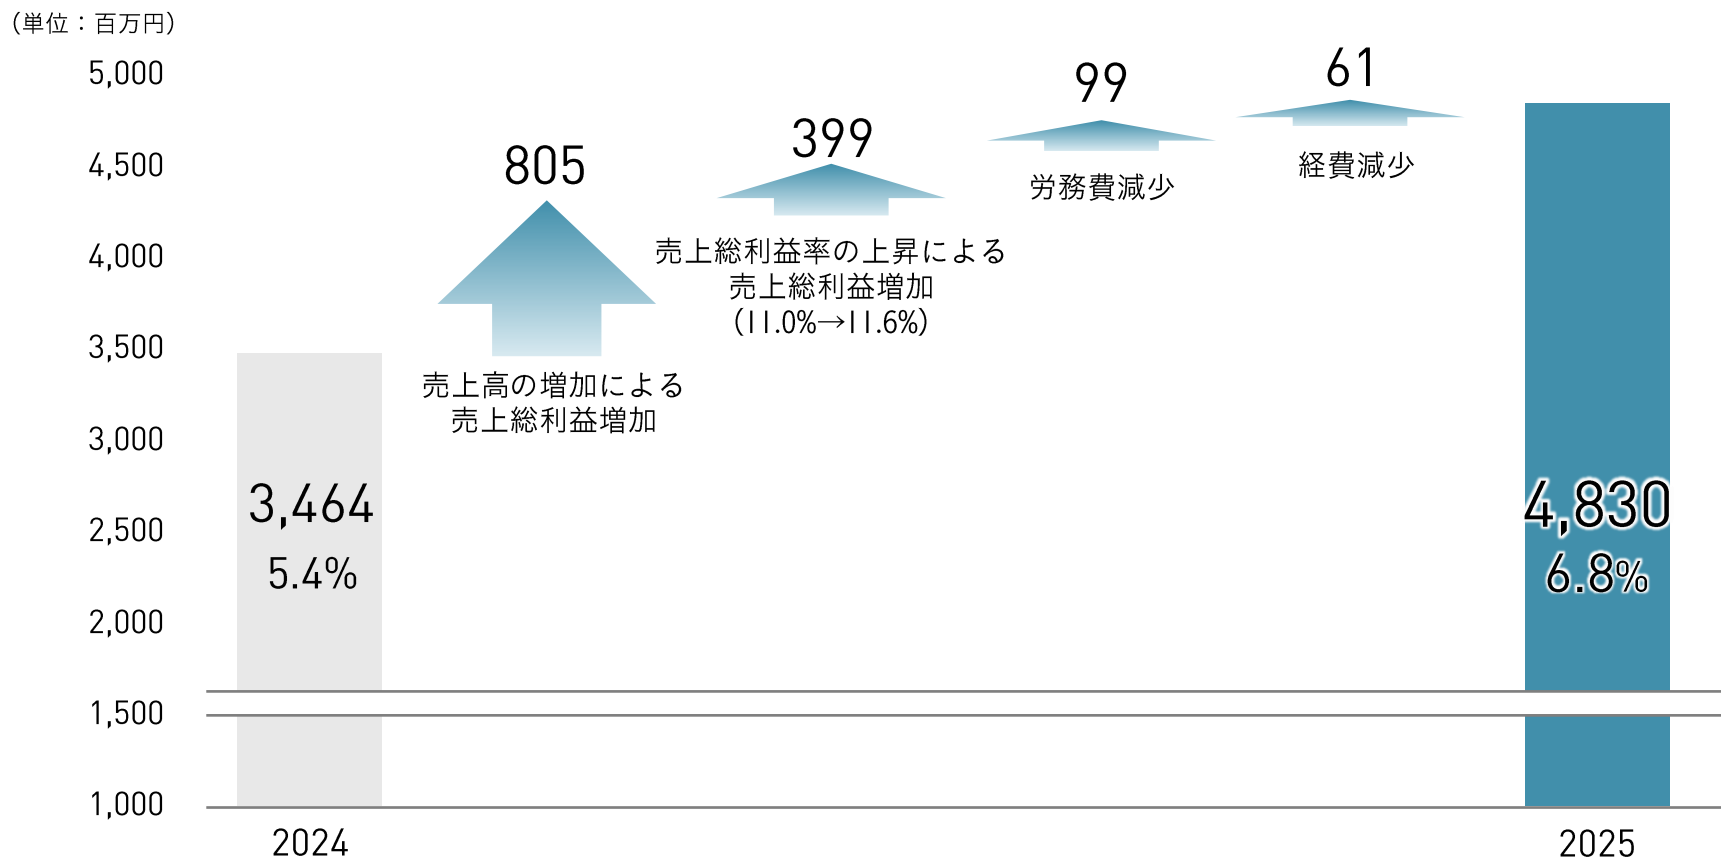 （単位：百万円）
5,000
4,500
4,000
3,500
3,000
2,500
2,000
1,500
1,000
3,464
5.4%
2024
805
売上高の増加による
売上総利益増加
399
売上総利益率の上昇による
売上総利益増加
（11.0%→11.6%）
99
労務費減少
61
経費減少
4,830
6.8%
2025